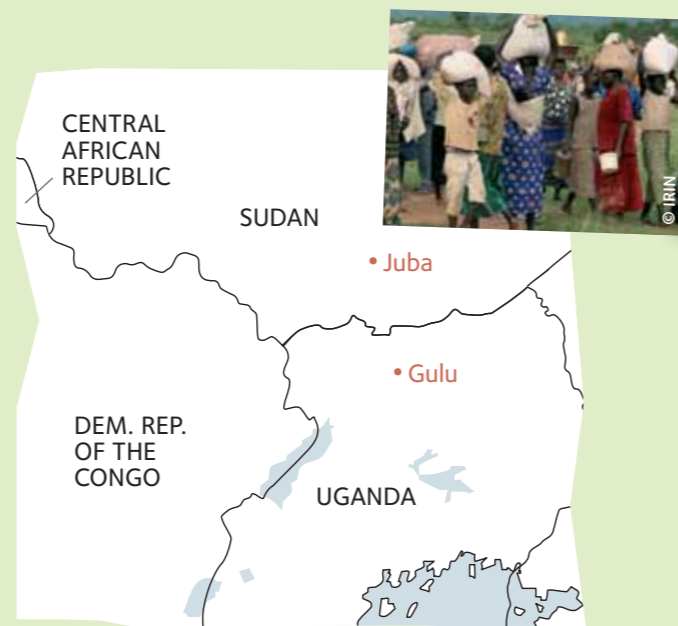 CENTRAL
AFRICAN
REPUBLIC
SUDAN
© IRIN
• Juba
• Gulu
DEM. REP.
OF THE
CONGO
UGANDA